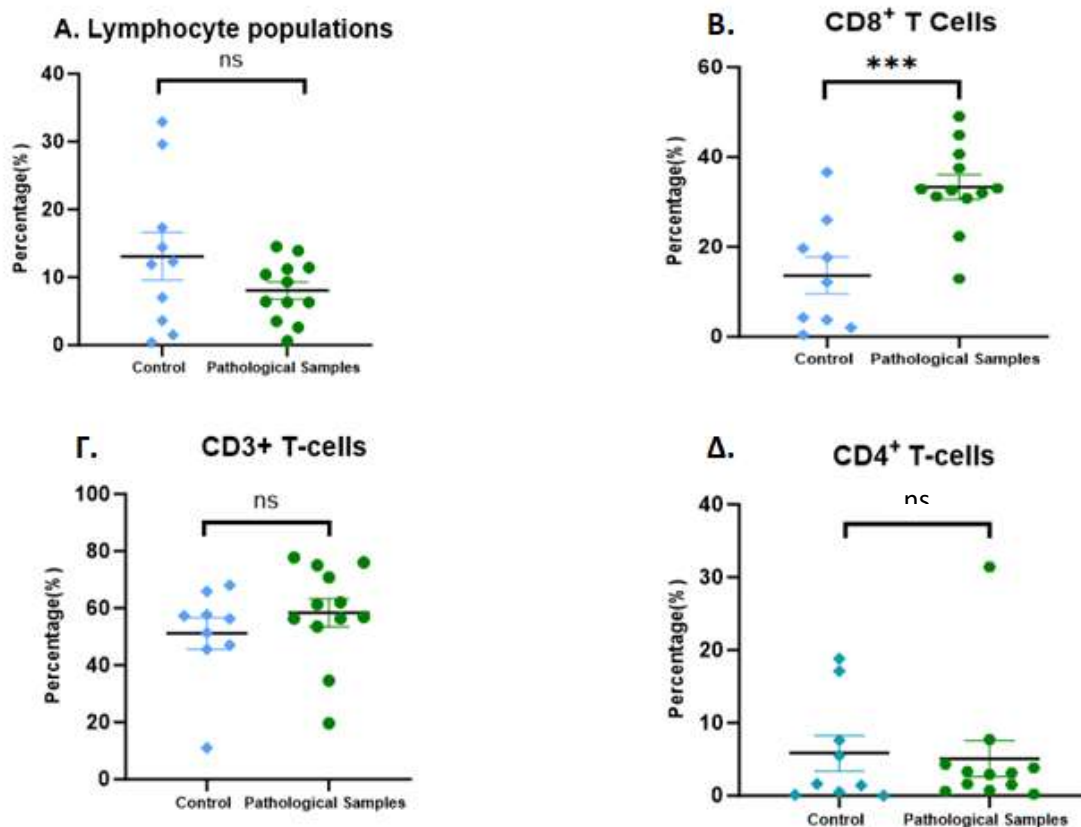 A. Lymphocyte populations
ns
40
30
20
10
0
Percentage(%)
Control
Pathological Samples
B. CD8⁺ T Cells
***
60
40
20
0
Percentage(%)
Control
Pathological Samples
Γ. CD3+ T-cells
ns
100
80
60
40
20
0
Percentage(%)
Control
Pathological Samples
Δ. CD4⁺ T-cells
ns
40
30
20
10
0
Percentage(%)
Control
Pathological Samples